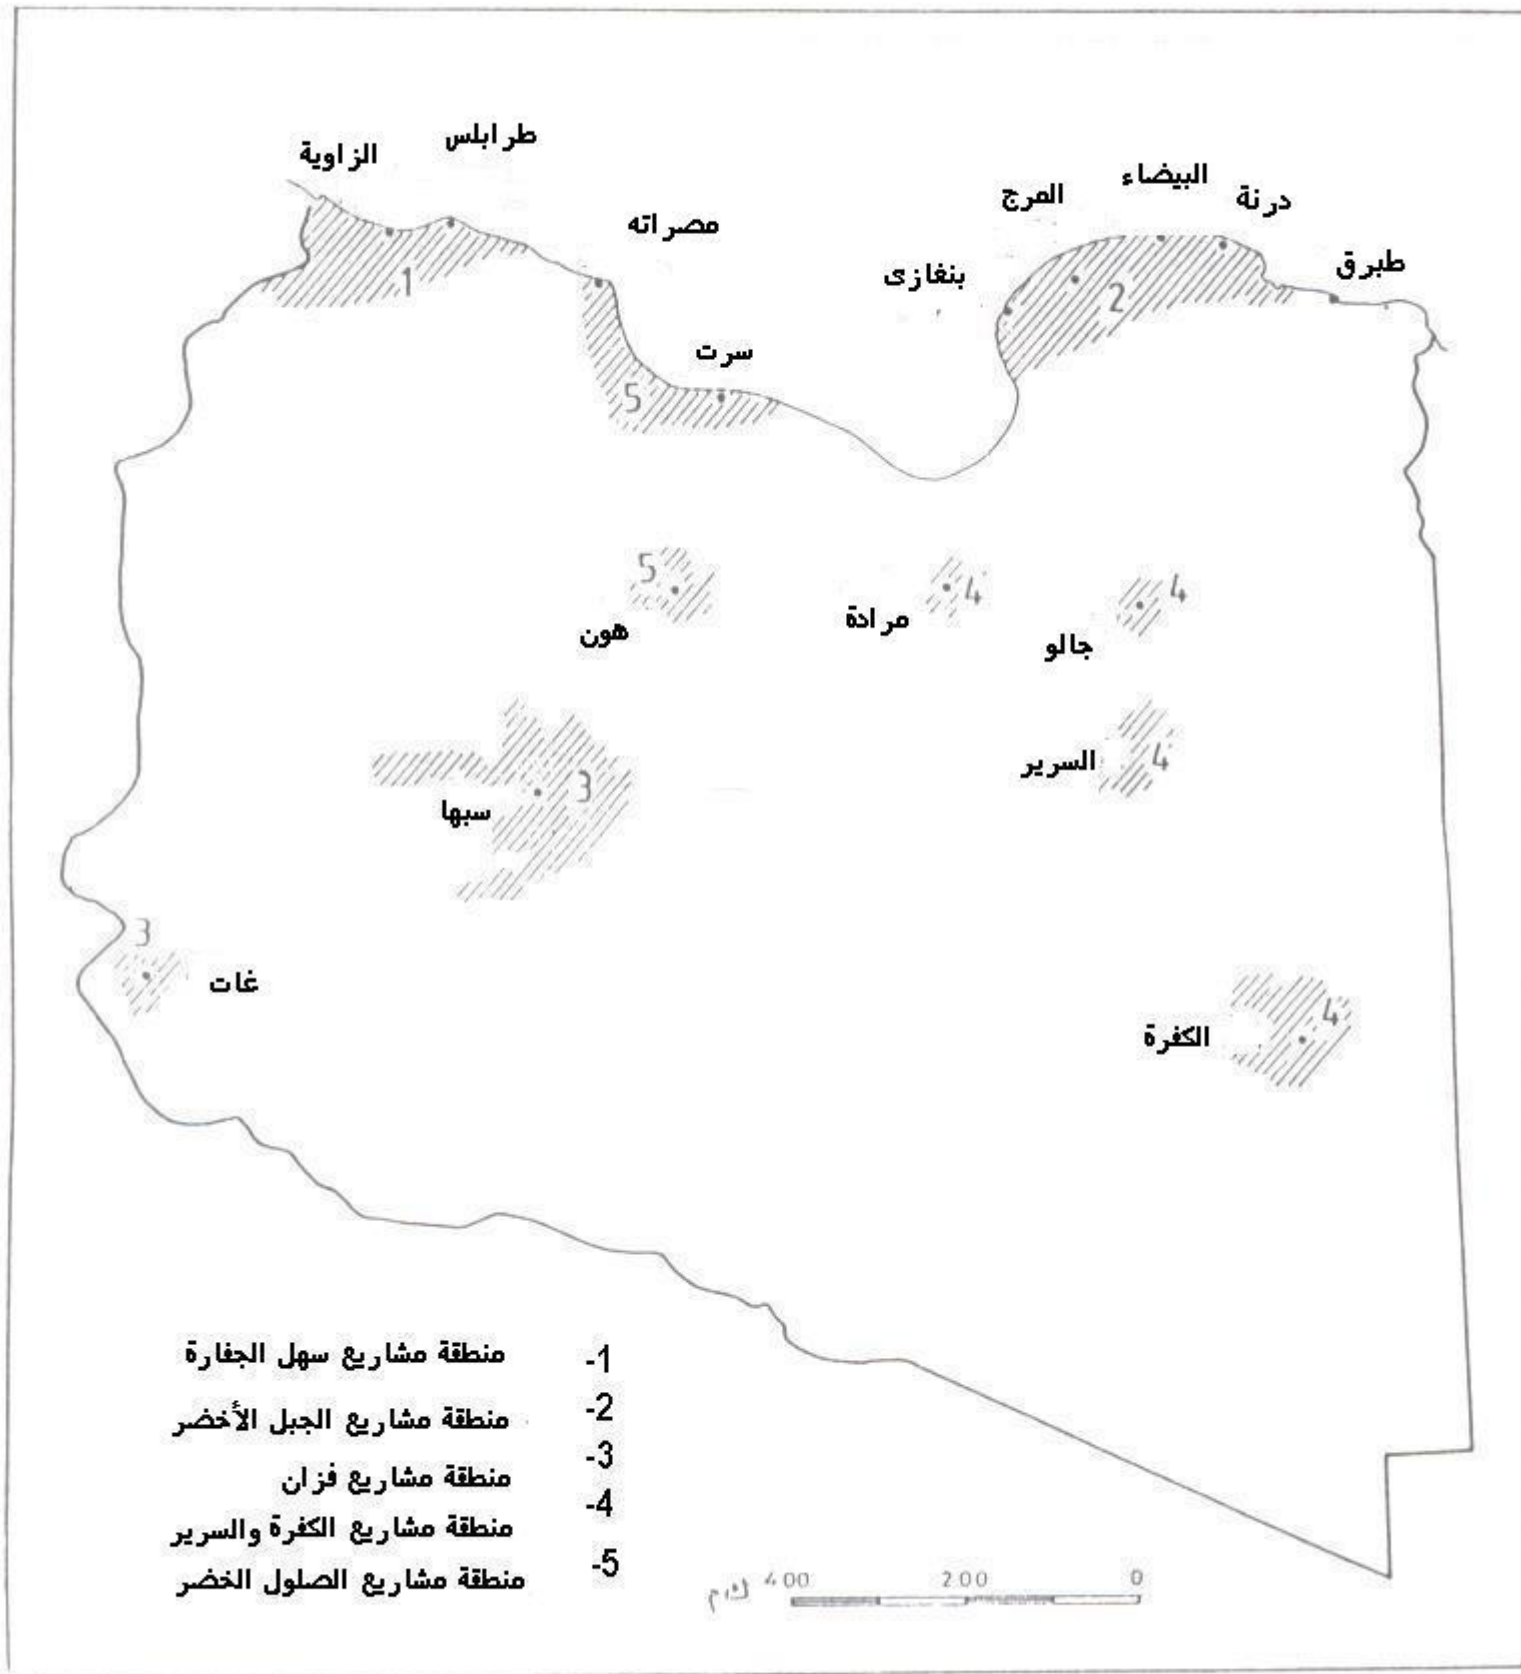 طرابلس
الزاوية
البيضاء
درنة
المرج
مصراته
طبرق
بنغازى
1
2
سرت
5
5
4
4
هون
مرادة
جالو
السرير
4
3
سبها
3
غات
4
الكفرة
1- منطقة مشاريع سهل الجفارة
2- منطقة مشاريع الجبل الأخضر
3- منطقة مشاريع فزان
4- منطقة مشاريع الكفرة والسرير
5- منطقة مشاريع الصلول الخضر
0 200 400 كم